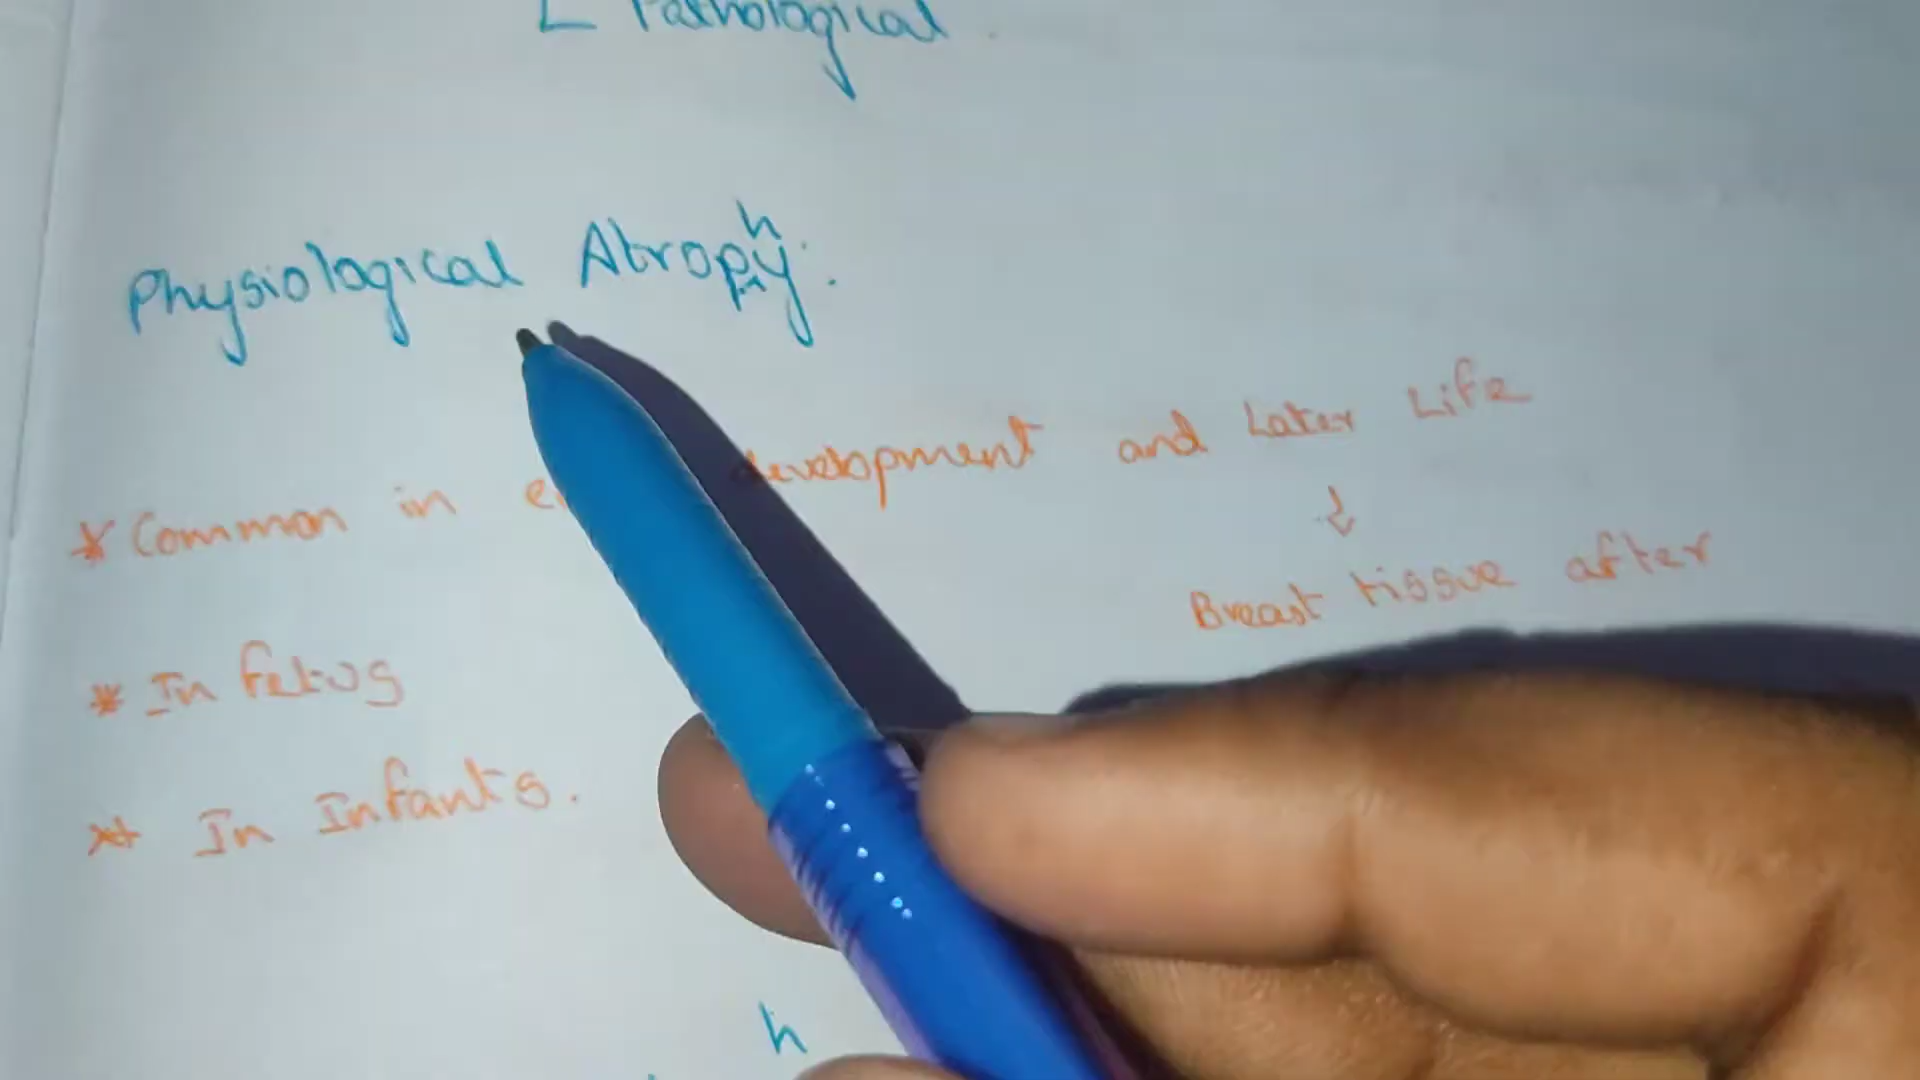 Pathological
Physiological Atrophy:
* Common in development and Later Life
↓
Breast tissue after
* In Fetus
* In Infants.
h